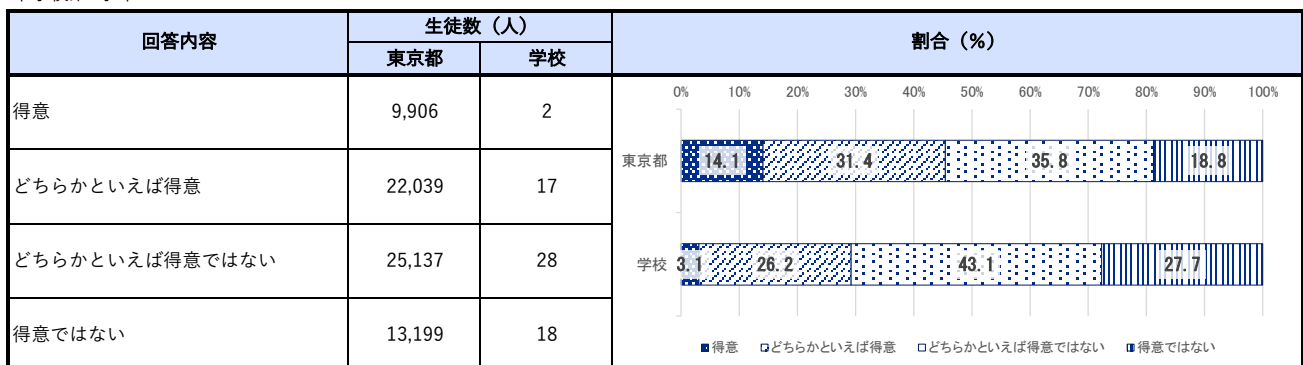 回答内容
生徒数（人）
割合（%）
東京都
学校
得意
9,906
2
どちらかといえば得意
22,039
17
どちらかといえば得意ではない
25,137
28
得意ではない
13,199
18
0% 10% 20% 30% 40% 50% 60% 70% 80% 90% 100%
東京都 14.1 31.4 35.8 18.8
学校 3.1 26.2 43.1 27.7
得意 どちらかといえば得意 どちらかといえば得意ではない 得意ではない